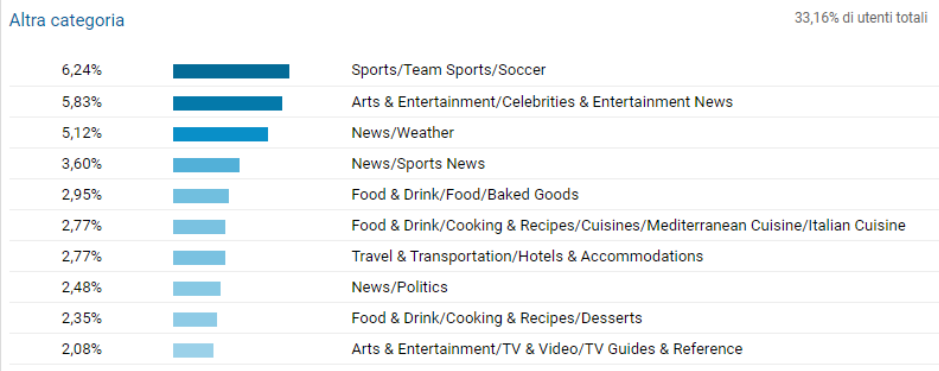 Altra categoria 33,16% di utenti totali
6,24% Sports/Team Sports/Soccer
5,83% Arts & Entertainment/Celebrities & Entertainment News
5,12% News/Weather
3,60% News/Sports News
2,95% Food & Drink/Food/Baked Goods
2,77% Food & Drink/Cooking & Recipes/Cuisines/Mediterranean Cuisine/Italian Cuisine
2,77% Travel & Transportation/Hotels & Accommodations
2,48% News/Politics
2,35% Food & Drink/Cooking & Recipes/Desserts
2,08% Arts & Entertainment/TV & Video/TV Guides & Reference